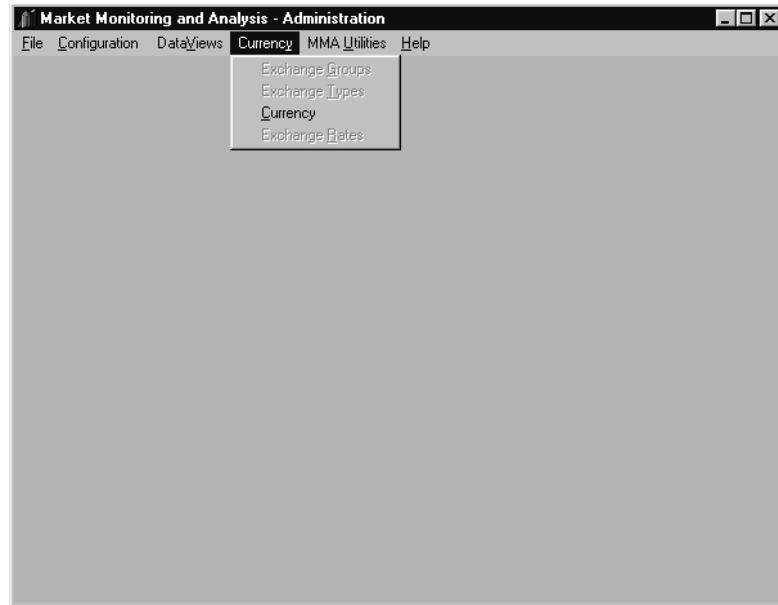 Market Monitoring and Analysis - Administration
File Configuration DataViews Currency MMA Utilities Help
Exchange Groups
Exchange Types
Currency
Exchange Rates